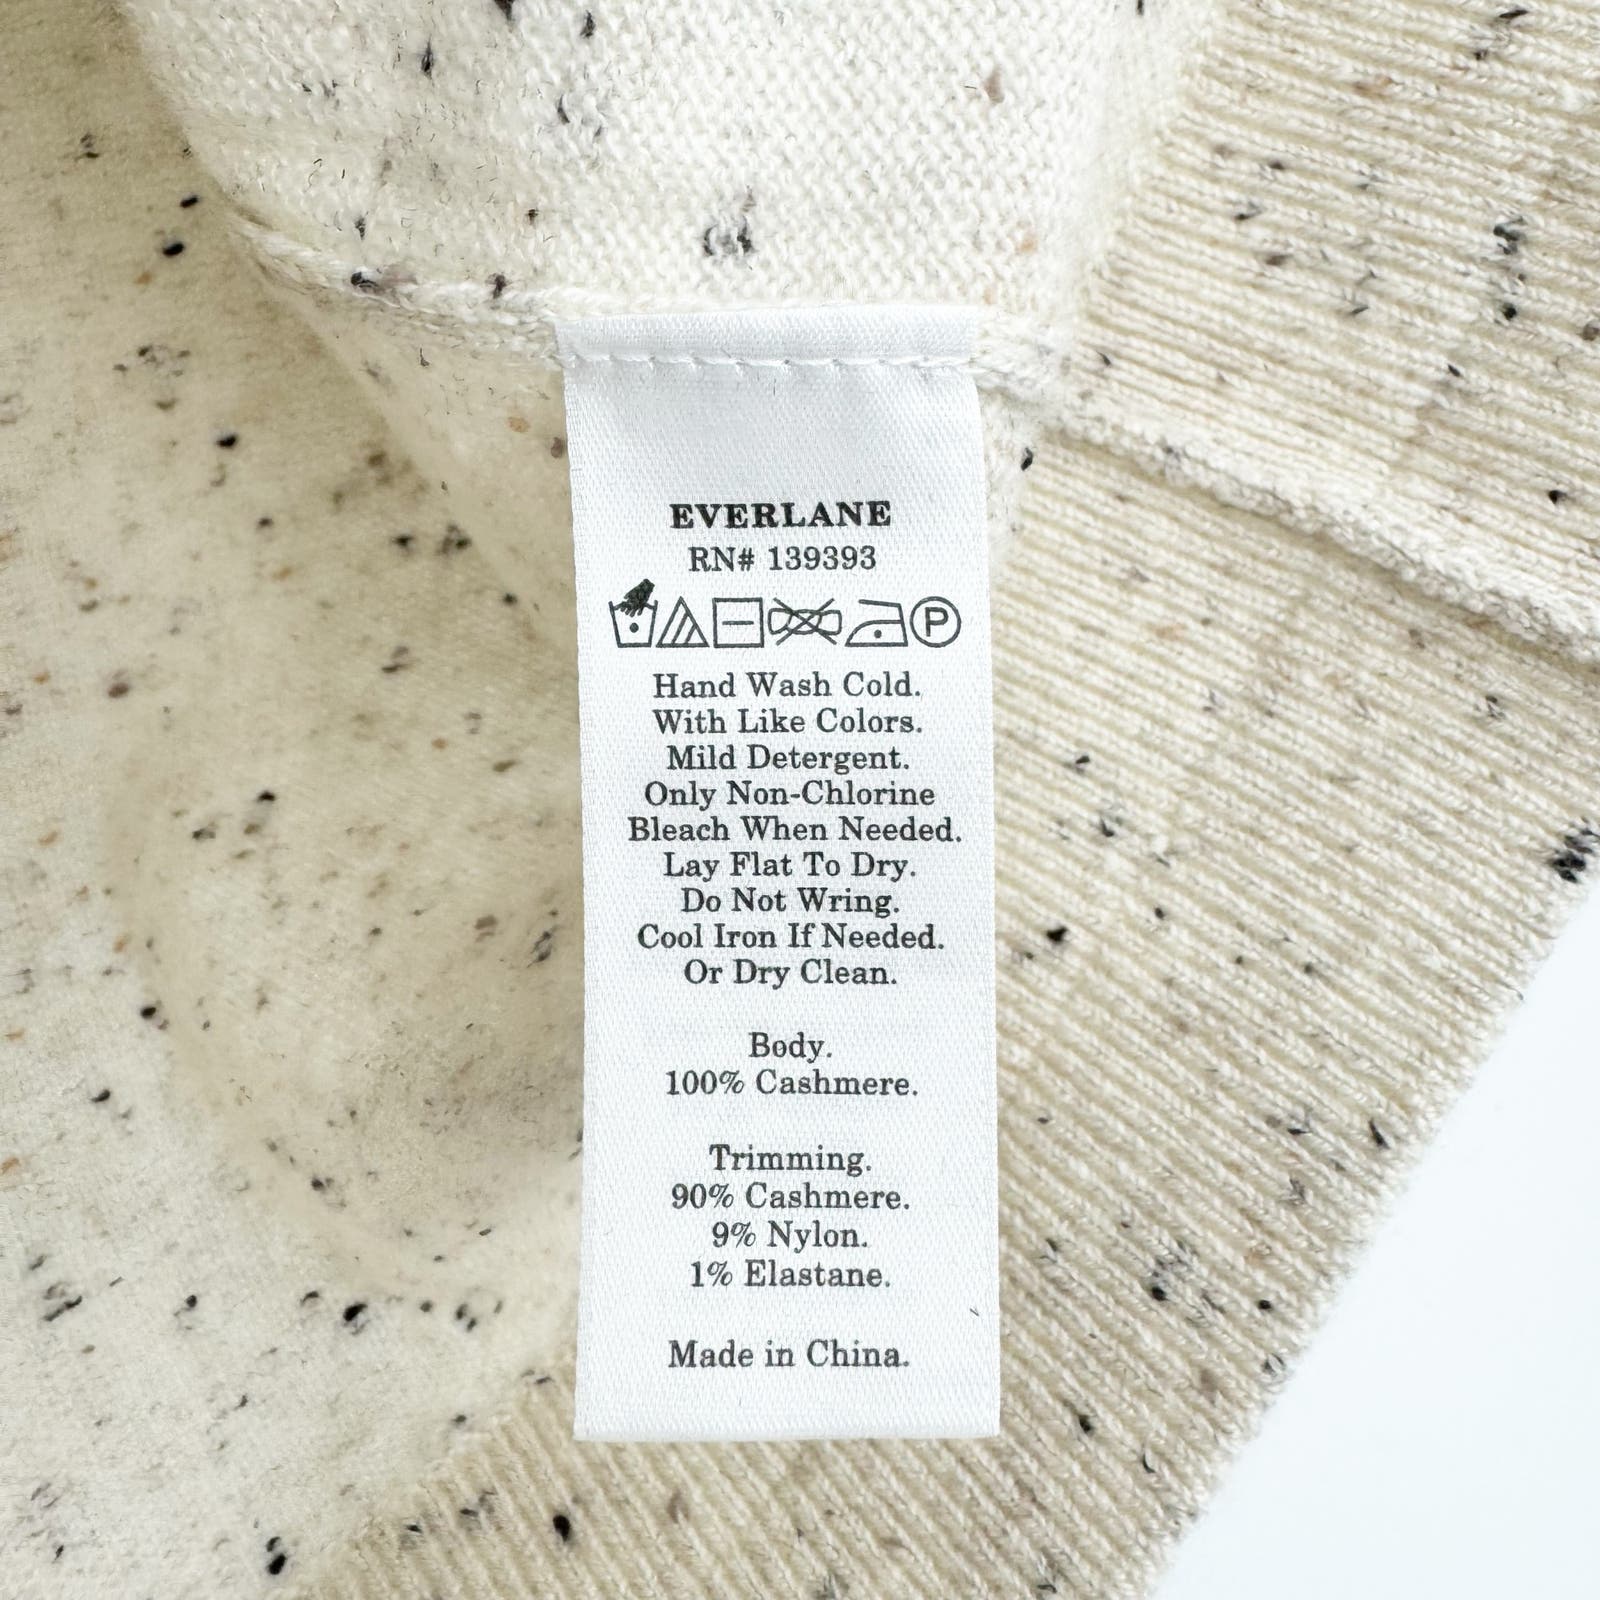 EVERLANE
RN# 139393
P
Hand Wash Cold.
With Like Colors.
Mild Detergent.
Only Non-Chlorine
Bleach When Needed.
Lay Flat To Dry.
Do Not Wring.
Cool Iron If Needed.
Or Dry Clean.
Body.
100% Cashmere.
Trimming.
90% Cashmere.
9% Nylon.
1% Elastane.
Made in China.